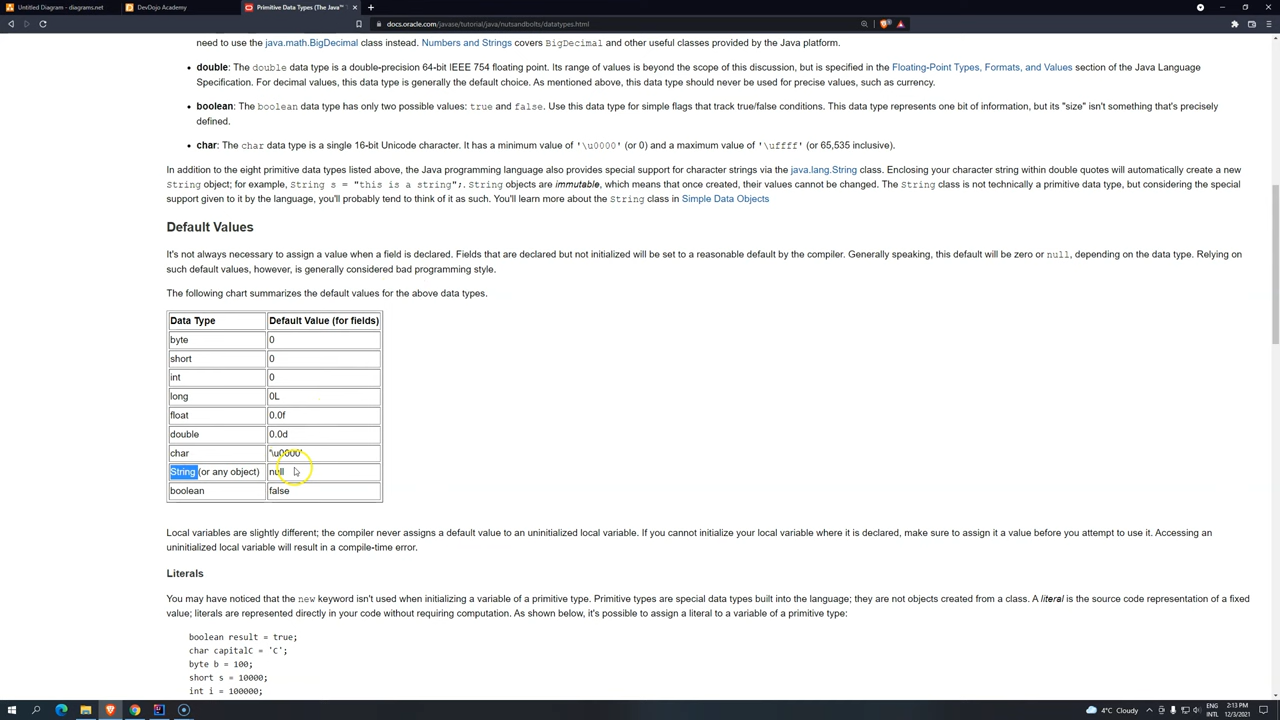 Untitled Diagram - diagrams.net
DevDojo Academy
Primitive Data Types (The Java™
docs.oracle.com/javase/tutorial/java/nutsandbolts/datatypes.html
need to use the java.math.BigDecimal class instead. Numbers and Strings covers BigDecimal and other useful classes provided by the Java platform.
• double: The double data type is a double-precision 64-bit IEEE 754 floating point. Its range of values is beyond the scope of this discussion, but is specified in the Floating-Point Types, Formats, and Values section of the Java Language
Specification. For decimal values, this data type is generally the default choice. As mentioned above, this data type should never be used for precise values, such as currency.
• boolean: The boolean data type has only two possible values: true and false. Use this data type for simple flags that track true/false conditions. This data type represents one bit of information, but its "size" isn't something that's precisely
defined.
• char: The char data type is a single 16-bit Unicode character. It has a minimum value of '\u0000' (or 0) and a maximum value of '\uffff' (or 65,535 inclusive).
In addition to the eight primitive data types listed above, the Java programming language also provides special support for character strings via the java.lang.String class. Enclosing your character string within double quotes will automatically create a new
String object; for example, String s = "this is a string";. String objects are immutable, which means that once created, their values cannot be changed. The String class is not technically a primitive data type, but considering the special
support given to it by the language, you'll probably tend to think of it as such. You'll learn more about the String class in Simple Data Objects
Default Values
It's not always necessary to assign a value when a field is declared. Fields that are declared but not initialized will be set to a reasonable default by the compiler. Generally speaking, this default will be zero or null, depending on the data type. Relying on
such default values, however, is generally considered bad programming style.
The following chart summarizes the default values for the above data types.
Data Type Default Value (for fields)
byte 0
short 0
int 0
long 0L
float 0.0f
double 0.0d
char '\u0000'
String (or any object) null
boolean false
Local variables are slightly different; the compiler never assigns a default value to an uninitialized local variable. If you cannot initialize your local variable where it is declared, make sure to assign it a value before you attempt to use it. Accessing an
uninitialized local variable will result in a compile-time error.
Literals
You may have noticed that the new keyword isn't used when initializing a variable of a primitive type. Primitive types are special data types built into the language; they are not objects created from a class. A literal is the source code representation of a fixed
value; literals are represented directly in your code without requiring computation. As shown below, it's possible to assign a literal to a variable of a primitive type:
boolean result = true;
char capitalC = 'C';
byte b = 100;
short s = 10000;
int i = 100000;
4°C Cloudy
ENG
INTL
2:13 PM
12/3/2021